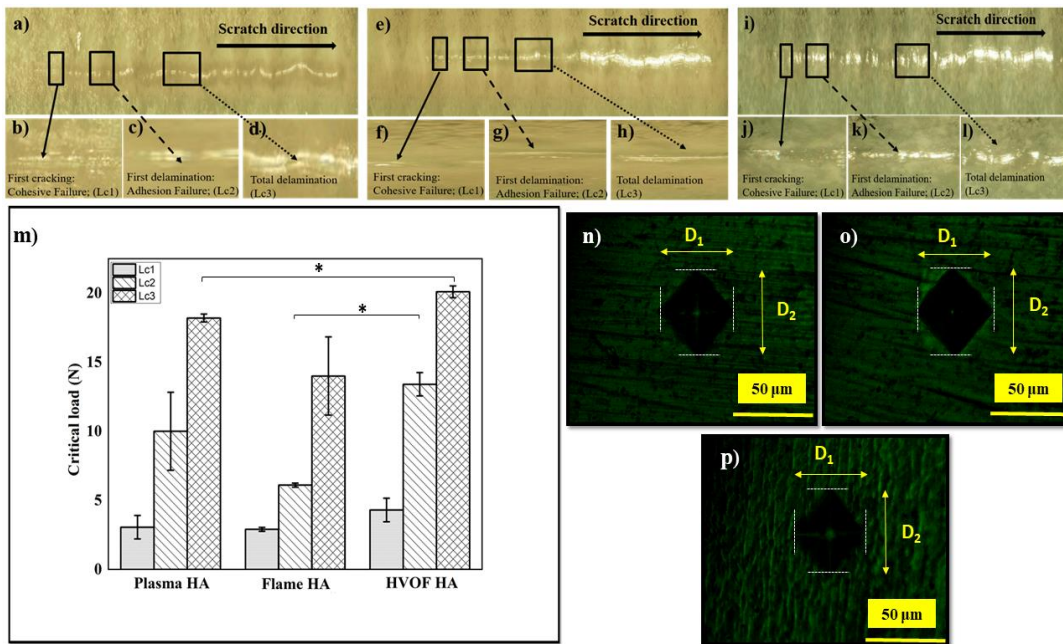 a)
Scratch direction
b)
c)
d)
First cracking:
Cohesive Failure; (Lc1)
First delamination:
Adhesion Failure; (Lc2)
Total delamination
(Lc3)
e)
Scratch direction
f)
g)
h)
First cracking:
Cohesive Failure; (Lc1)
First delamination:
Adhesion Failure; (Lc2)
Total delamination
(Lc3)
i)
Scratch direction
j)
k)
l)
First cracking:
Cohesive Failure; (Lc1)
First delamination:
Adhesion Failure; (Lc2)
Total delamination
(Lc3)
m)
Lc1
Lc2
Lc3
*
*
20
15
10
5
0
Critical load (N)
Plasma HA
Flame HA
HVOF HA
n)
D₁
D₂
50 µm
o)
D₁
D₂
50 µm
p)
D₁
D₂
50 µm